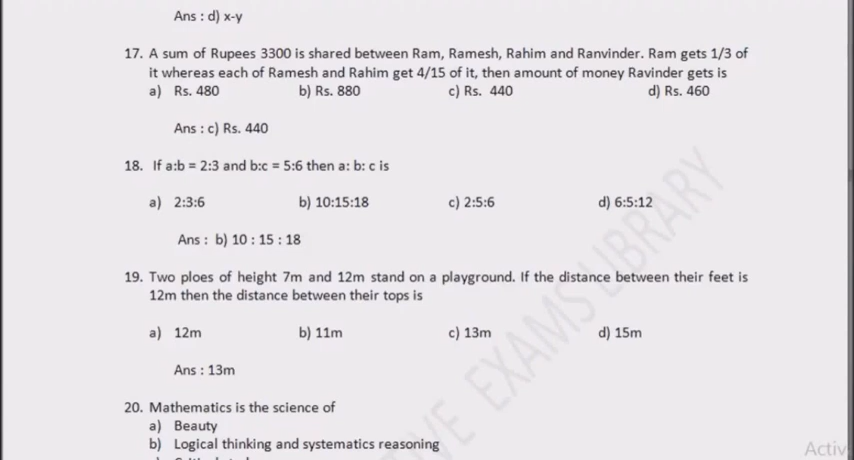 Ans : d) x-y
17. A sum of Rupees 3300 is shared between Ram, Ramesh, Rahim and Ranvinder. Ram gets 1/3 of
it whereas each of Ramesh and Rahim get 4/15 of it, then amount of money Ravinder gets is
a) Rs. 480 b) Rs. 880 c) Rs. 440 d) Rs. 460
Ans : c) Rs. 440
18. If a:b = 2:3 and b:c = 5:6 then a: b: c is
a) 2:3:6 b) 10:15:18 c) 2:5:6 d) 6:5:12
Ans : b) 10 : 15 : 18
19. Two ploes of height 7m and 12m stand on a playground. If the distance between their feet is
12m then the distance between their tops is
a) 12m b) 11m c) 13m d) 15m
Ans : 13m
20. Mathematics is the science of
a) Beauty
b) Logical thinking and systematics reasoning
EXAMS LIBRARY